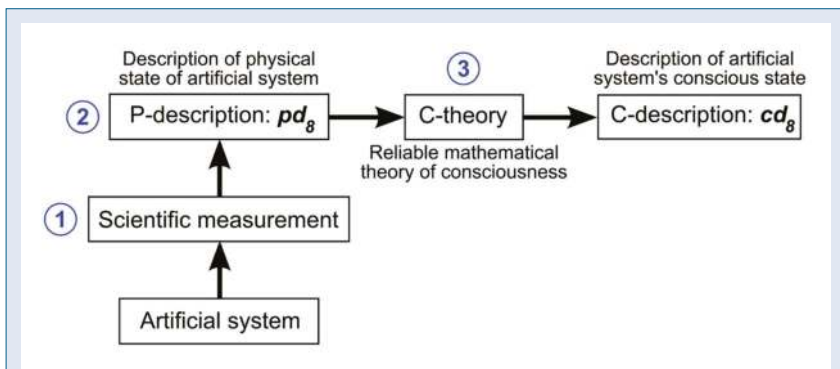 Description of physical
state of artificial system
3
Description of artificial
system's conscious state
2
P-description: pd8
C-theory
C-description: cd8
Reliable mathematical
theory of consciousness
1
Scientific measurement
Artificial system